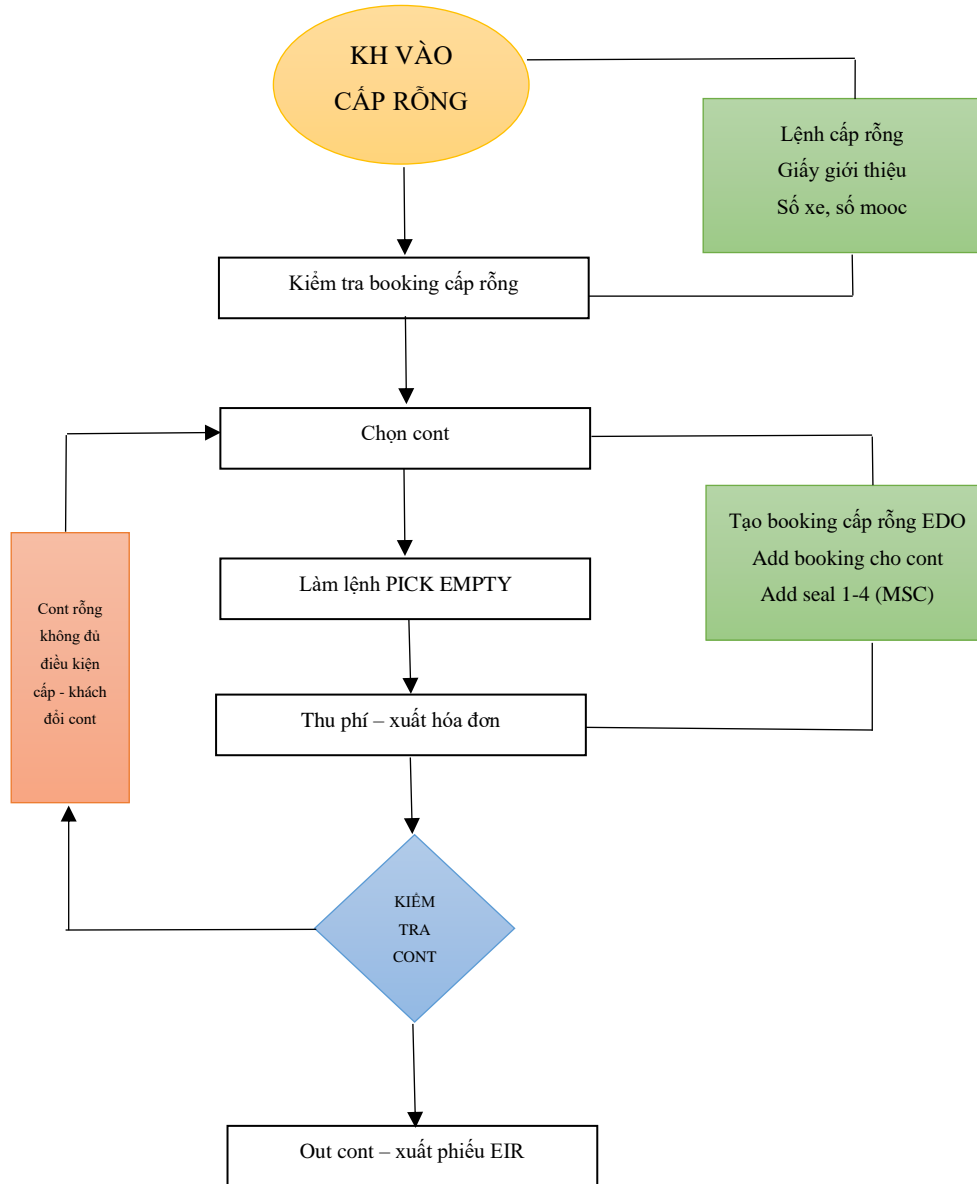 KH VÀO
CẤP RỖNG
Lệnh cấp rỗng
Giấy giới thiệu
Số xe, số mooc
Kiểm tra booking cấp rỗng
Chọn cont
Tạo booking cấp rỗng EDO
Add booking cho cont
Add seal 1-4 (MSC)
Làm lệnh PICK EMPTY
Cont rỗng
không đủ
điều kiện
cấp - khách
đổi cont
Thu phí – xuất hóa đơn
KIỂM
TRA
CONT
Out cont – xuất phiếu EIR